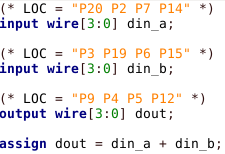 (* LOC = "P20 P2 P7 P14" *)
input wire[3:0] din_a;
(* LOC = "P3 P19 P6 P15" *)
input wire[3:0] din_b;
(* LOC = "P9 P4 P5 P12" *)
output wire[3:0] dout;
assign dout = din_a + din_b;